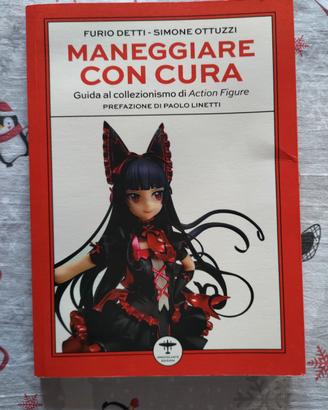 FURIO DETTI - SIMONE OTTUZZI
MANEGGIARE
CON CURA
Guida al collezionismo di Action Figure
PREFAZIONE DI PAOLO LINETTI